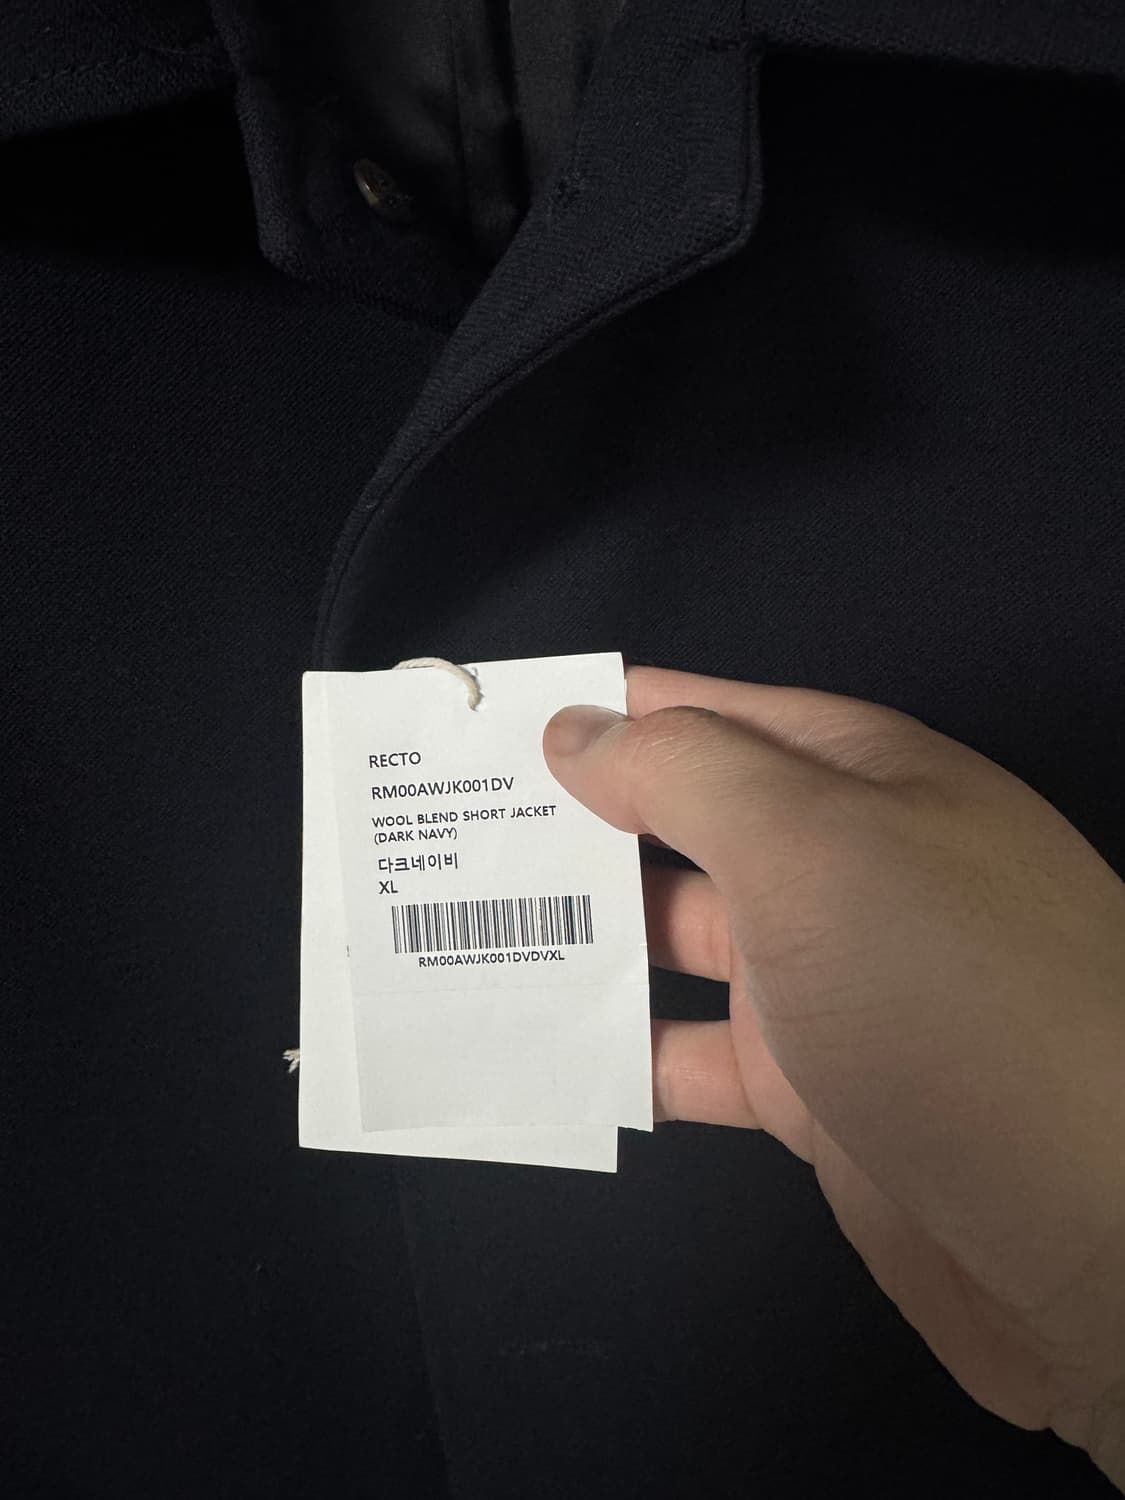 RECTO
RM00AWJK001DV
WOOL BLEND SHORT JACKET
(DARK NAVY)
다크네이비
XL
RM00AWJK001DVDVXL